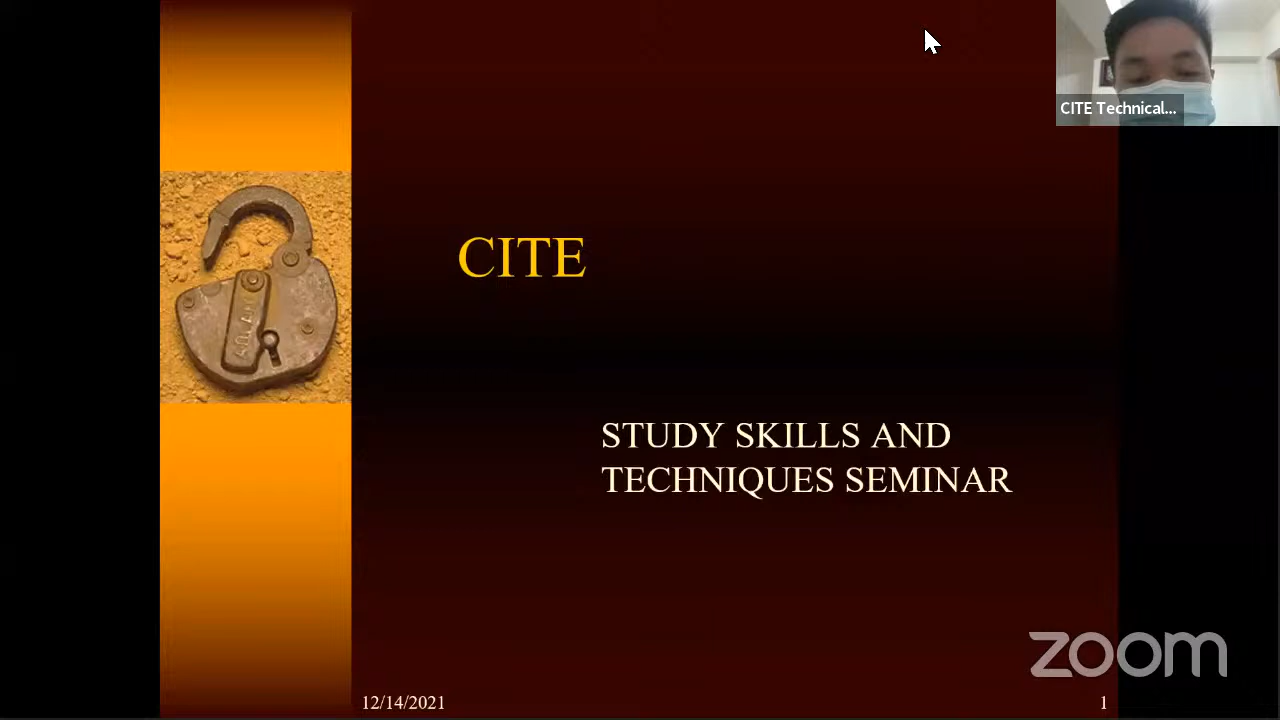 CITE Technical...
CITE
STUDY SKILLS AND
TECHNIQUES SEMINAR
zoom
12/14/2021
1